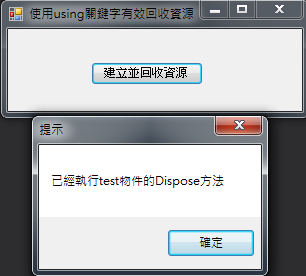 使用using關鍵字有效回收資源
建立並回收資源
提示
已經執行test物件的Dispose方法
確定